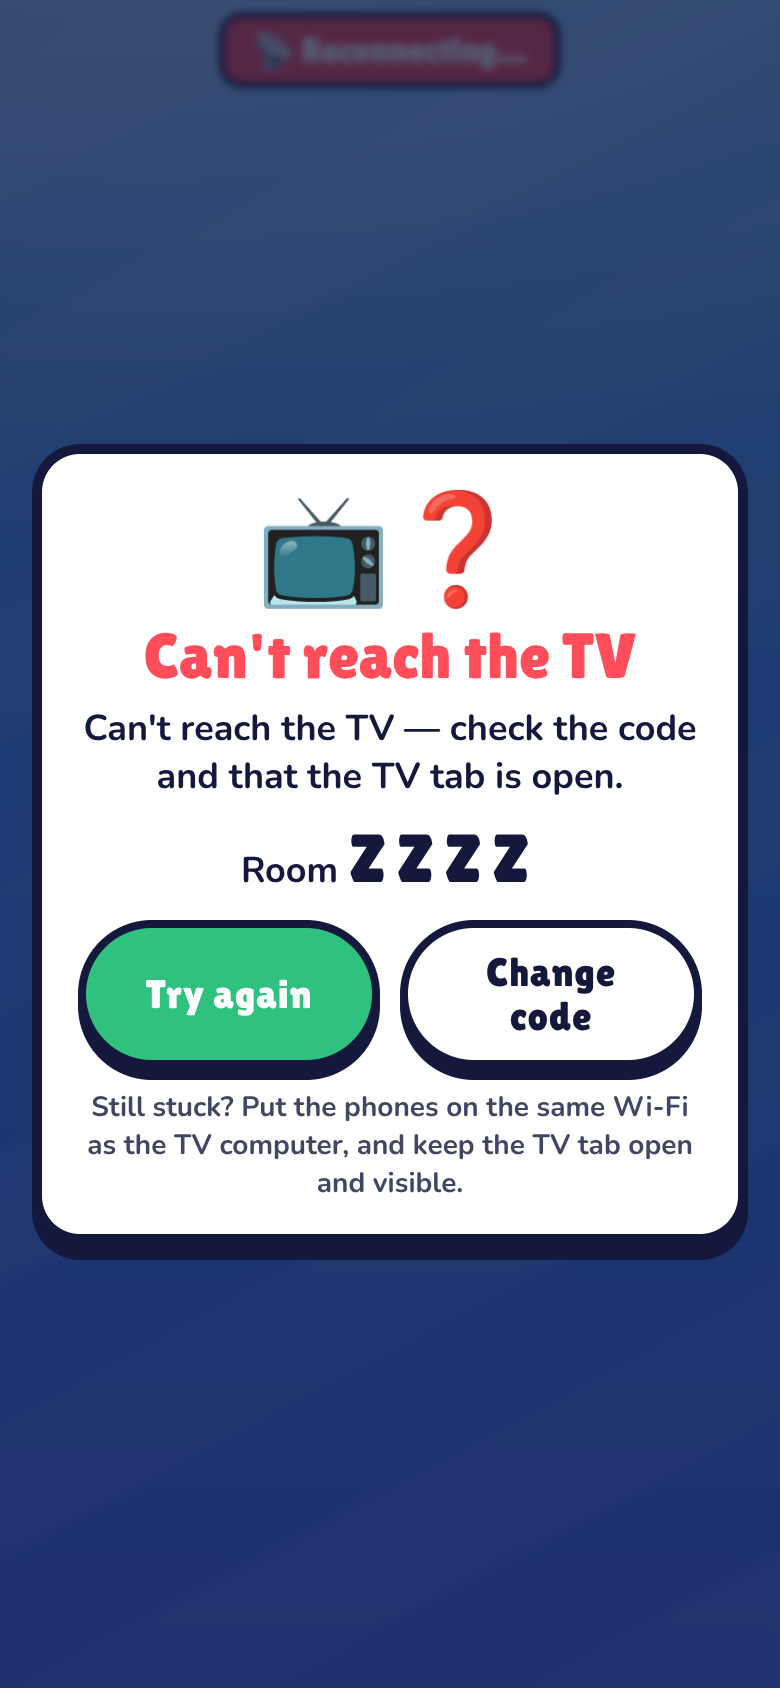 Reconnecting...
Can't reach the TV
Can't reach the TV — check the code
and that the TV tab is open.
Room ZZZZ
Try again
Change
code
Still stuck? Put the phones on the same Wi-Fi
as the TV computer, and keep the TV tab open
and visible.